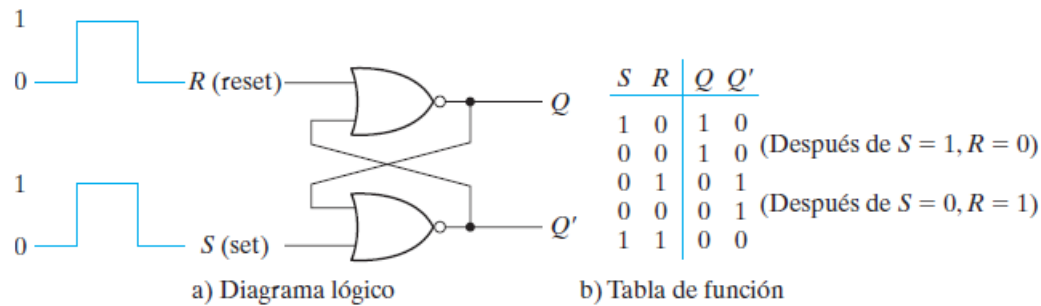 1
0
R (reset)
Q
1
0
S (set)
Q'
a) Diagrama lógico
S R Q Q'
1 0 1 0
0 0 1 0 (Después de S = 1, R = 0)
0 1 0 1
0 0 0 1 (Después de S = 0, R = 1)
1 1 0 0
b) Tabla de función